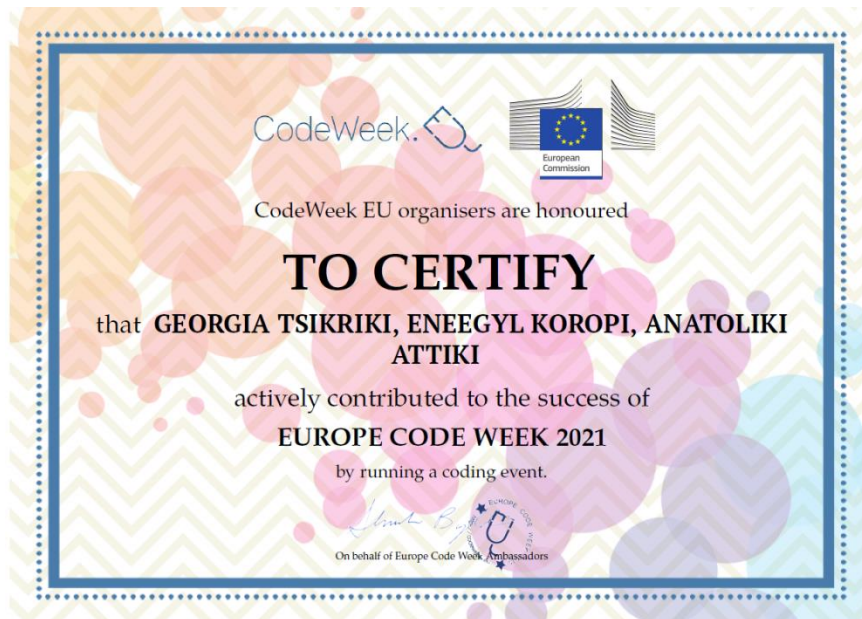 CodeWeek.EU
European
Commission
CodeWeek EU organisers are honoured
TO CERTIFY
that GEORGIA TSIKRIKI, ENEEGYL KOROPI, ANATOLIKI
ATTIKI
actively contributed to the success of
EUROPE CODE WEEK 2021
by running a coding event.
EUROPE CODE WEEK
On behalf of Europe Code Week Ambassadors